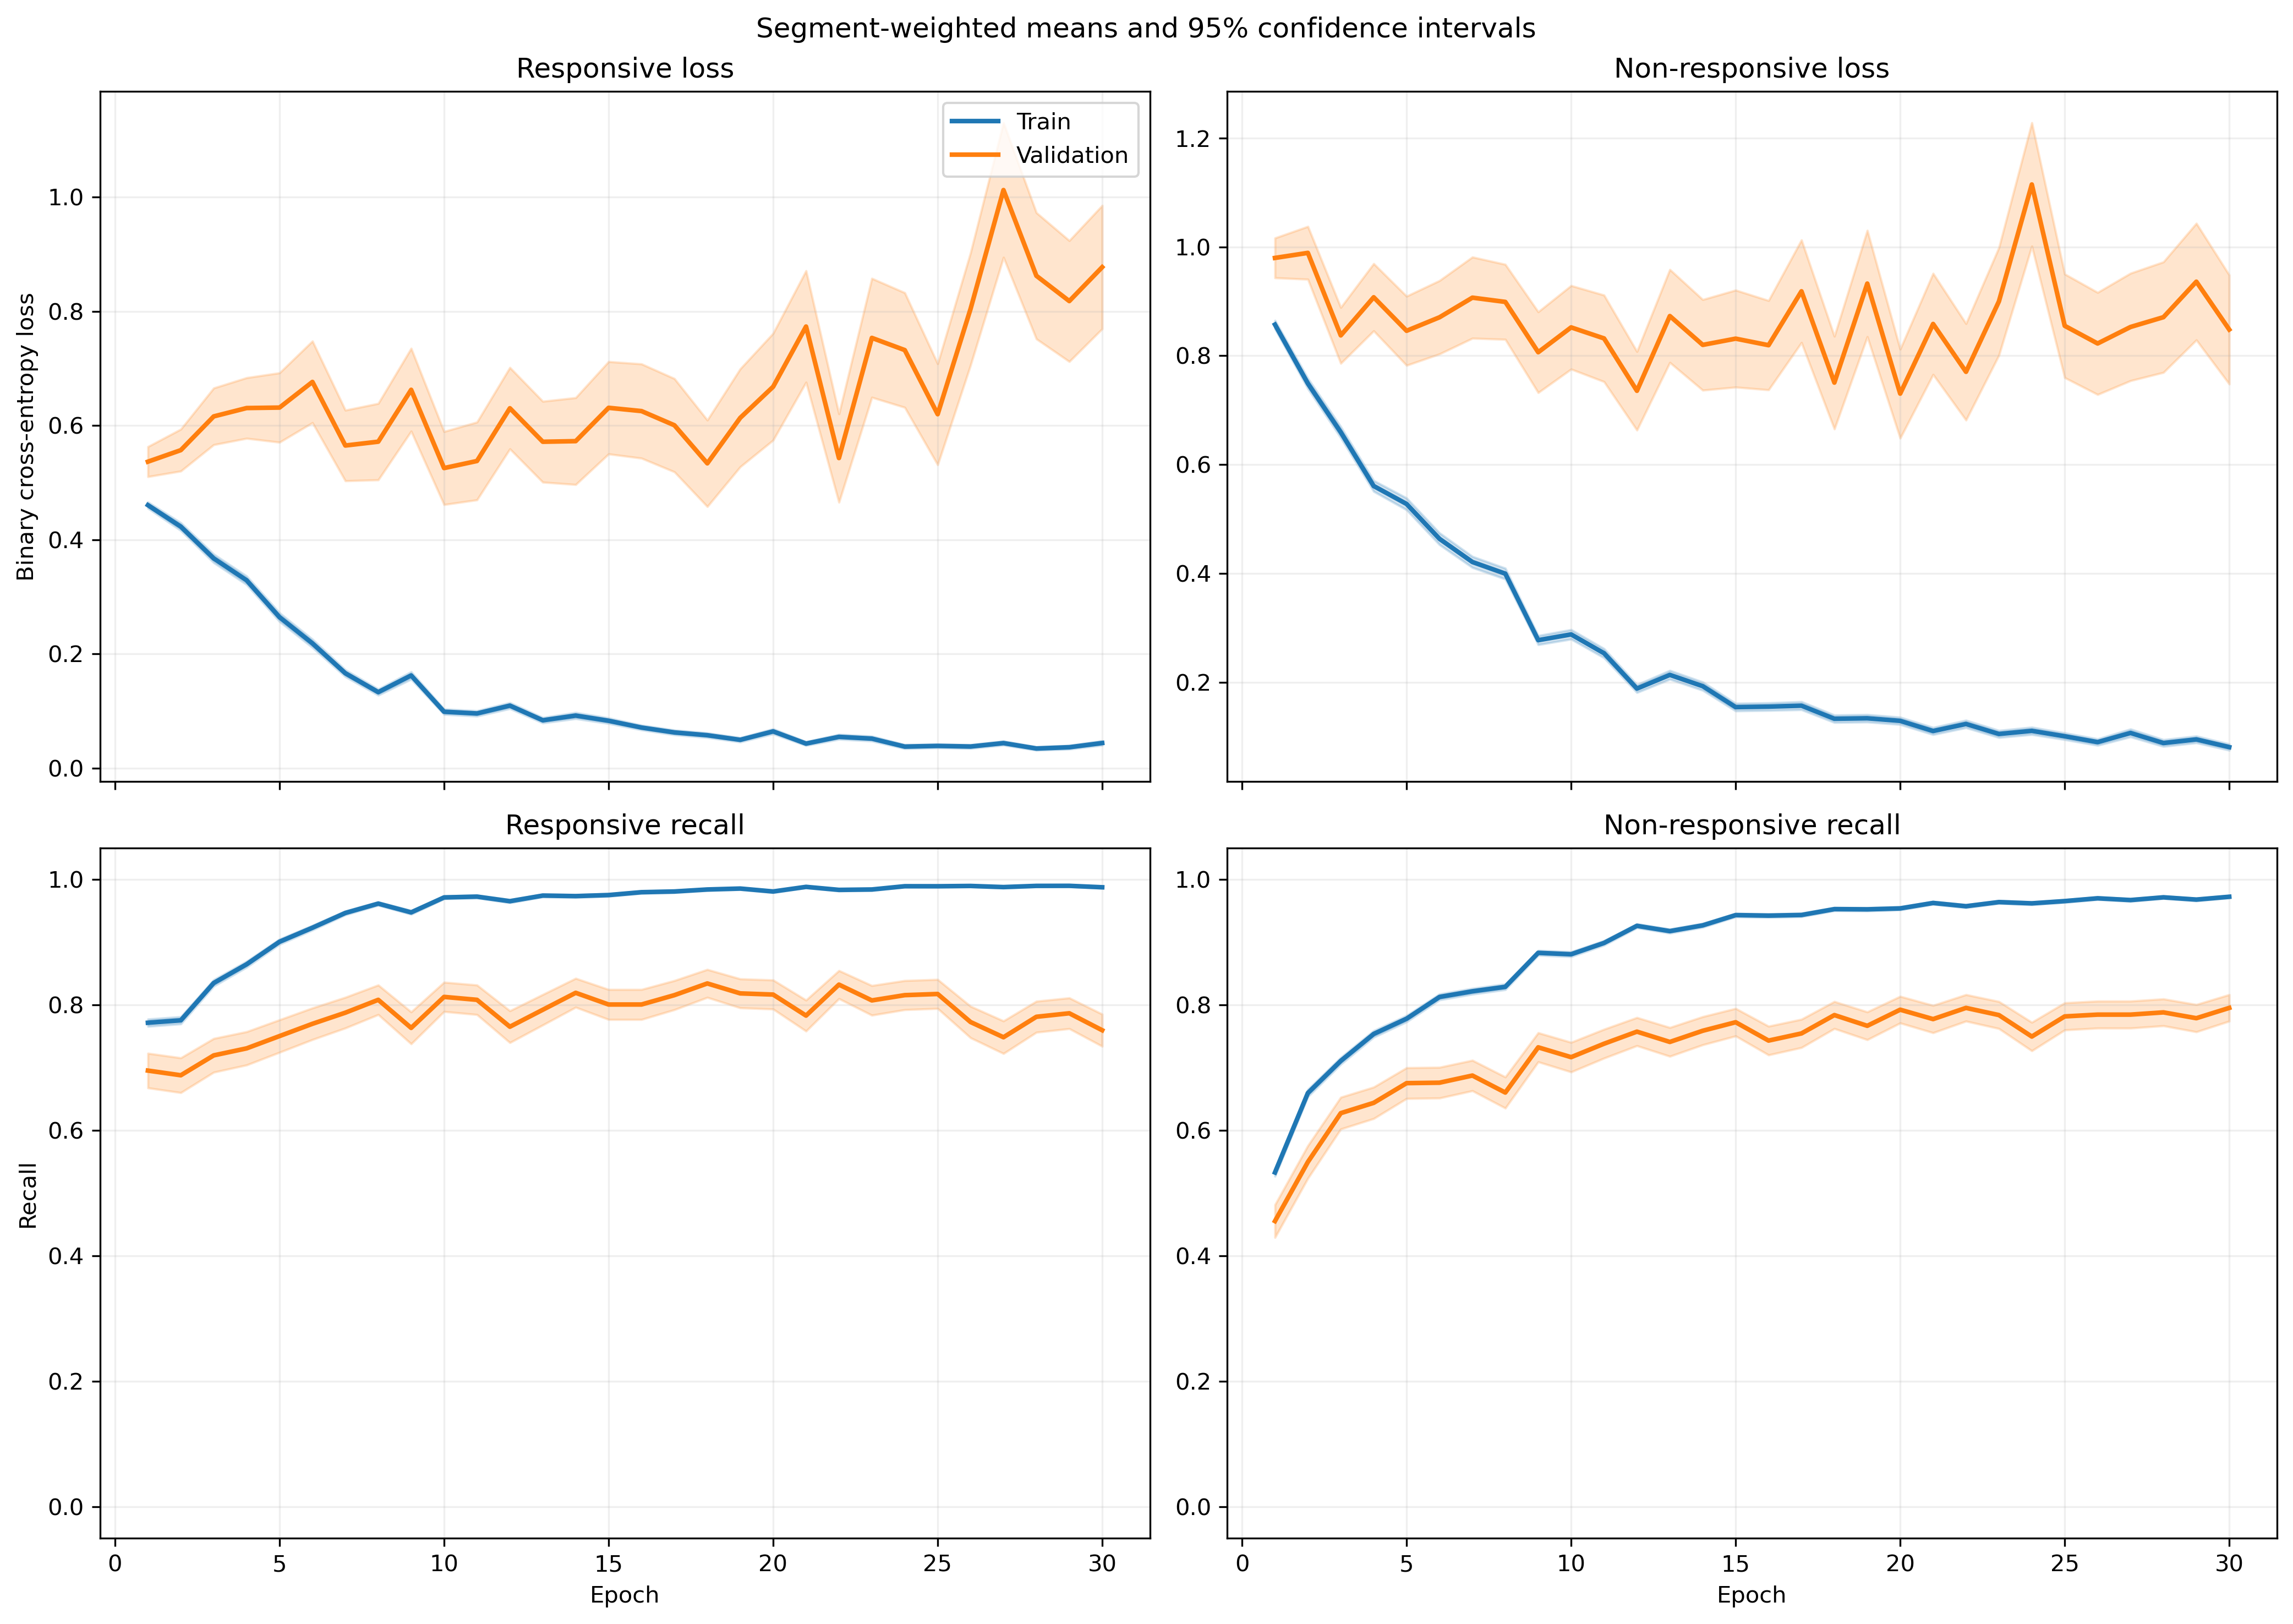 Segment-weighted means and 95% confidence intervals
Responsive loss
Train
Validation
Binary cross-entropy loss
1.0
0.8
0.6
0.4
0.2
0.0
Non-responsive loss
1.2
1.0
0.8
0.6
0.4
0.2
Responsive recall
Recall
1.0
0.8
0.6
0.4
0.2
0.0
0 5 10 15 20 25 30
Epoch
Non-responsive recall
1.0
0.8
0.6
0.4
0.2
0.0
0 5 10 15 20 25 30
Epoch